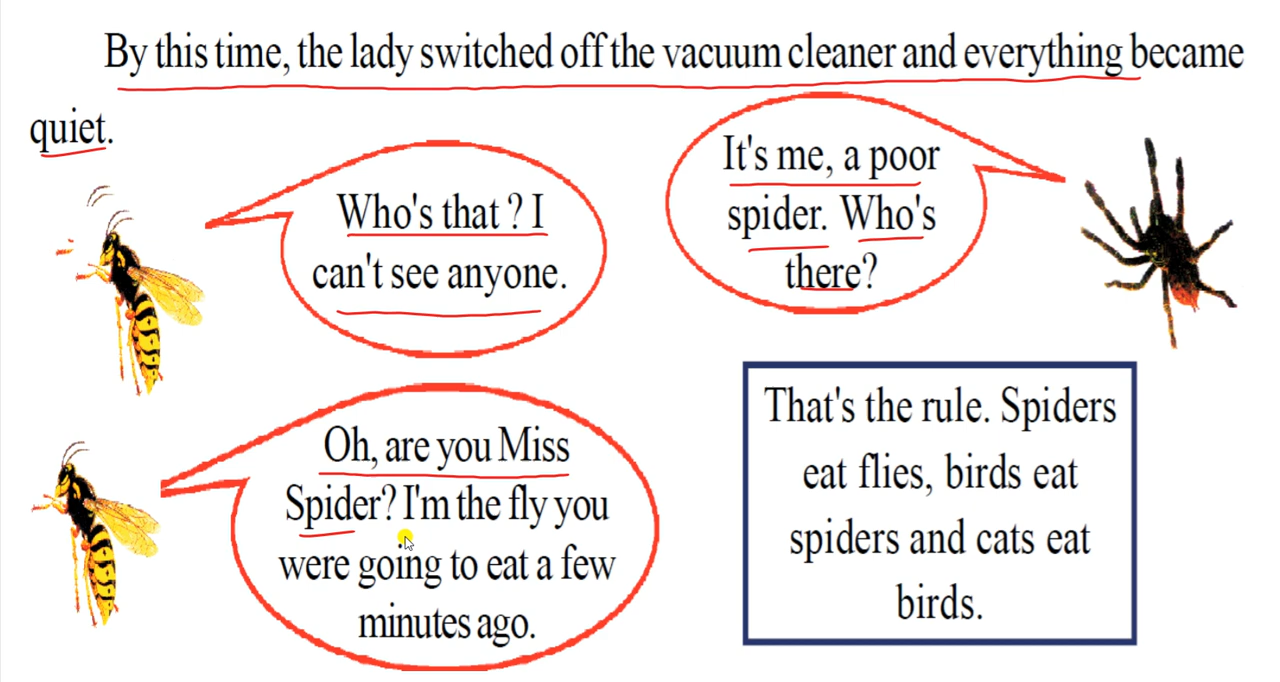 By this time, the lady switched off the vacuum cleaner and everything became
quiet.
Who's that ? I
can't see anyone.
It's me, a poor
spider. Who's
there?
Oh, are you Miss
Spider? I'm the fly you
were going to eat a few
minutes ago.
That's the rule. Spiders
eat flies, birds eat
spiders and cats eat
birds.